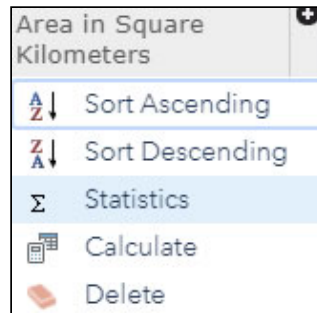 Area in Square
Kilometers
Sort Ascending
Sort Descending
Σ Statistics
Calculate
Delete